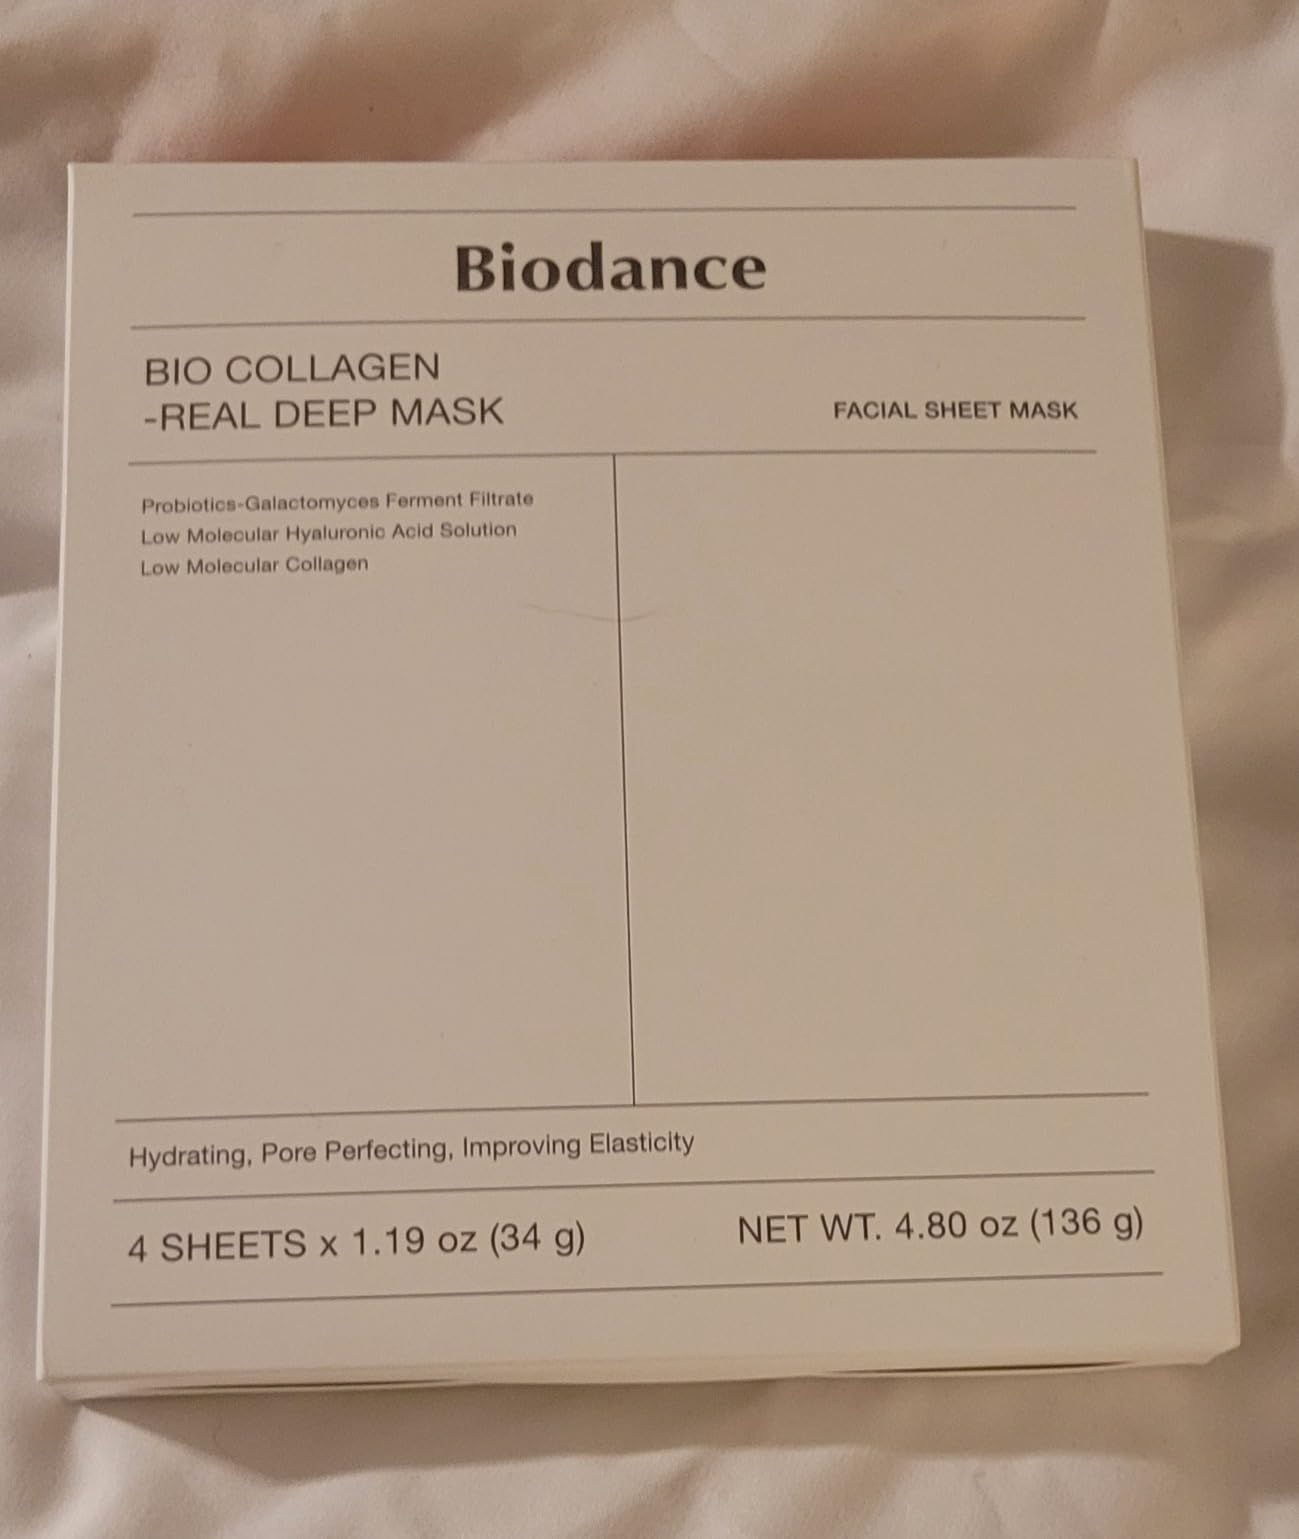 Biodance
BIO COLLAGEN
-REAL DEEP MASK
FACIAL SHEET MASK
Probiotics-Galactomyces Ferment Filtrate
Low Molecular Hyaluronic Acid Solution
Low Molecular Collagen
Hydrating, Pore Perfecting, Improving Elasticity
4 SHEETS x 1.19 oz (34 g)
NET WT. 4.80 oz (136 g)